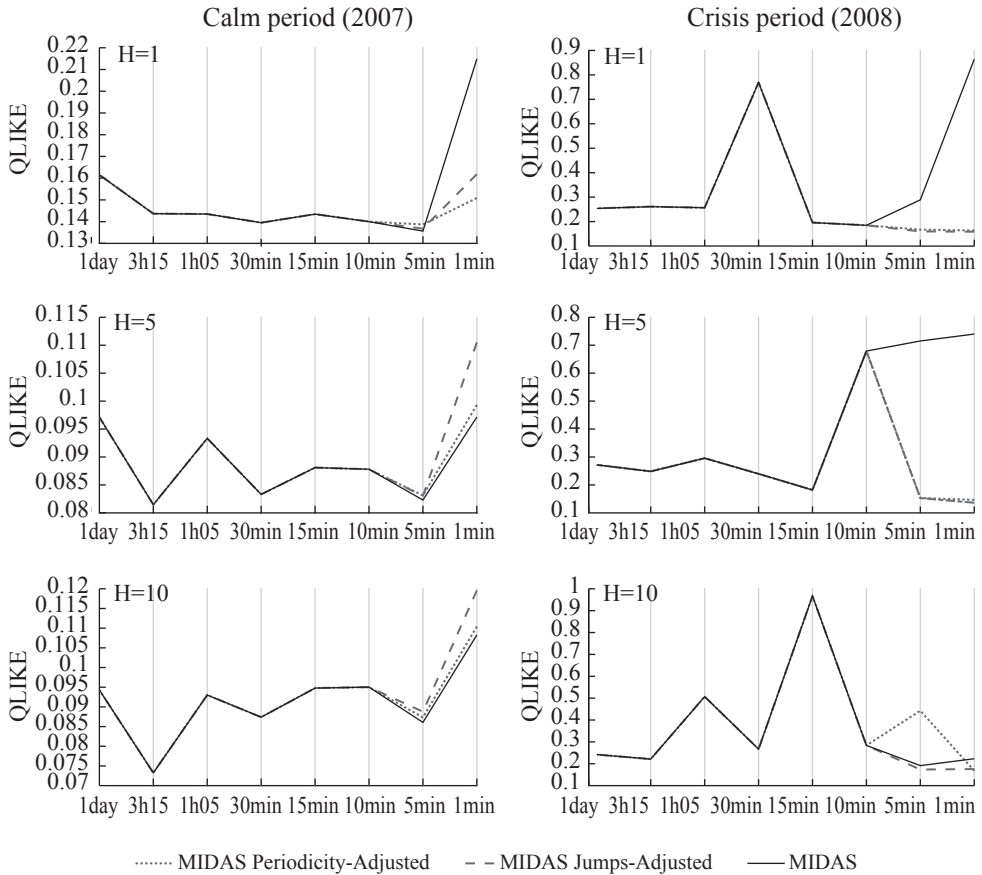 Calm period (2007)
Crisis period (2008)
H=1
QLIKE
0.22
0.21
0.2
0.19
0.18
0.17
0.16
0.15
0.14
0.13
1day 3h15 1h05 30min 15min 10min 5min 1min
H=1
QLIKE
0.9
0.8
0.7
0.6
0.5
0.4
0.3
0.2
0.1
1day 3h15 1h05 30min 15min 10min 5min 1min
H=5
QLIKE
0.115
0.11
0.105
0.1
0.095
0.09
0.085
0.08
1day 3h15 1h05 30min 15min 10min 5min 1min
H=5
QLIKE
0.8
0.7
0.6
0.5
0.4
0.3
0.2
0.1
1day 3h15 1h05 30min 15min 10min 5min 1min
H=10
QLIKE
0.12
0.115
0.11
0.105
0.1
0.095
0.09
0.085
0.08
0.075
0.07
1day 3h15 1h05 30min 15min 10min 5min 1min
H=10
QLIKE
1
0.9
0.8
0.7
0.6
0.5
0.4
0.3
0.2
0.1
1day 3h15 1h05 30min 15min 10min 5min 1min
MIDAS Periodicity-Adjusted MIDAS Jumps-Adjusted MIDAS